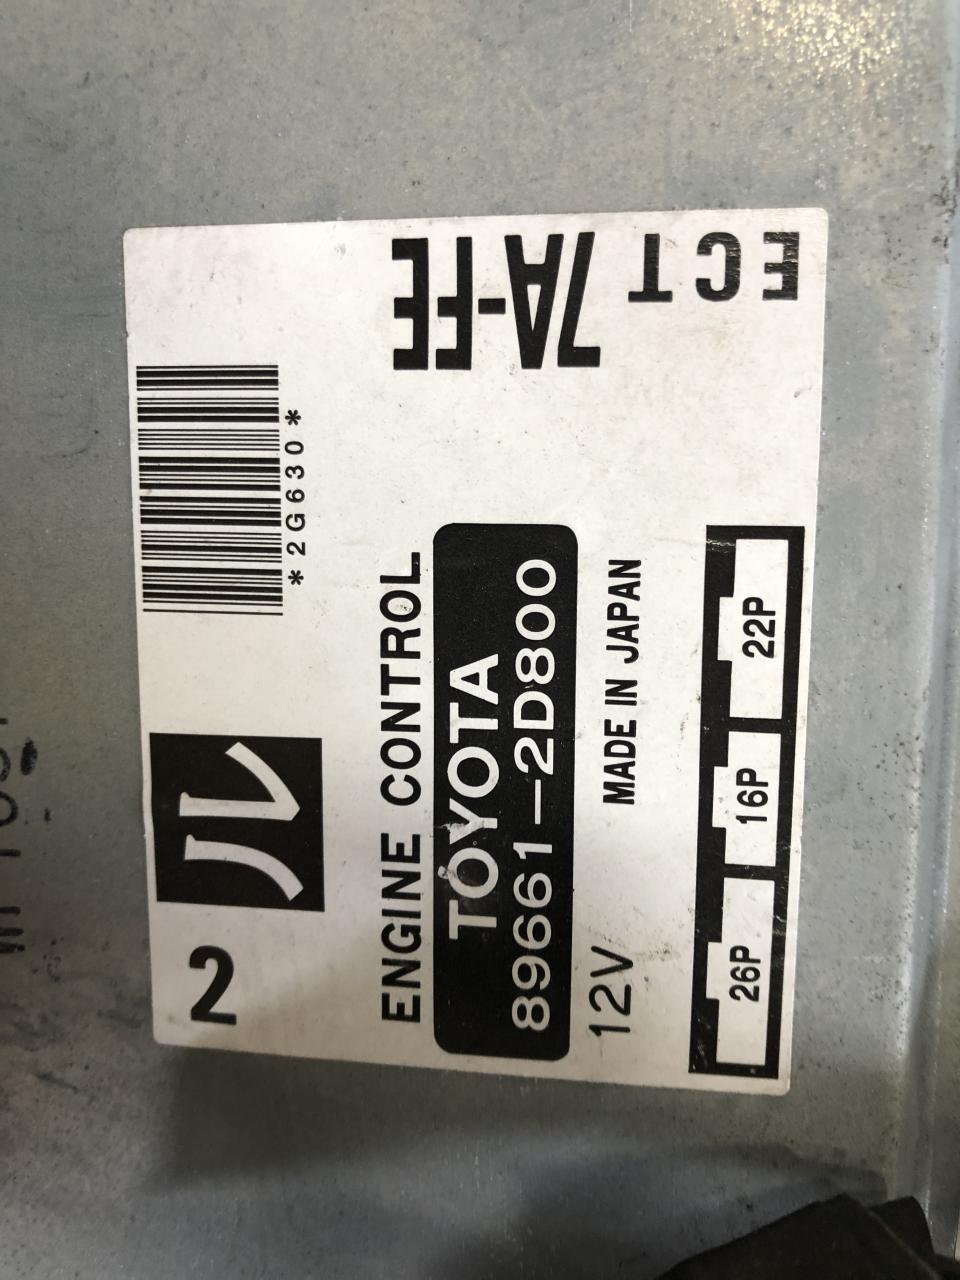 2 ル *2G630*
ENGINE CONTROL
TOYOTA
89661-2D800
12V MADE IN JAPAN
26P 16P 22P
7A-FE
ECT